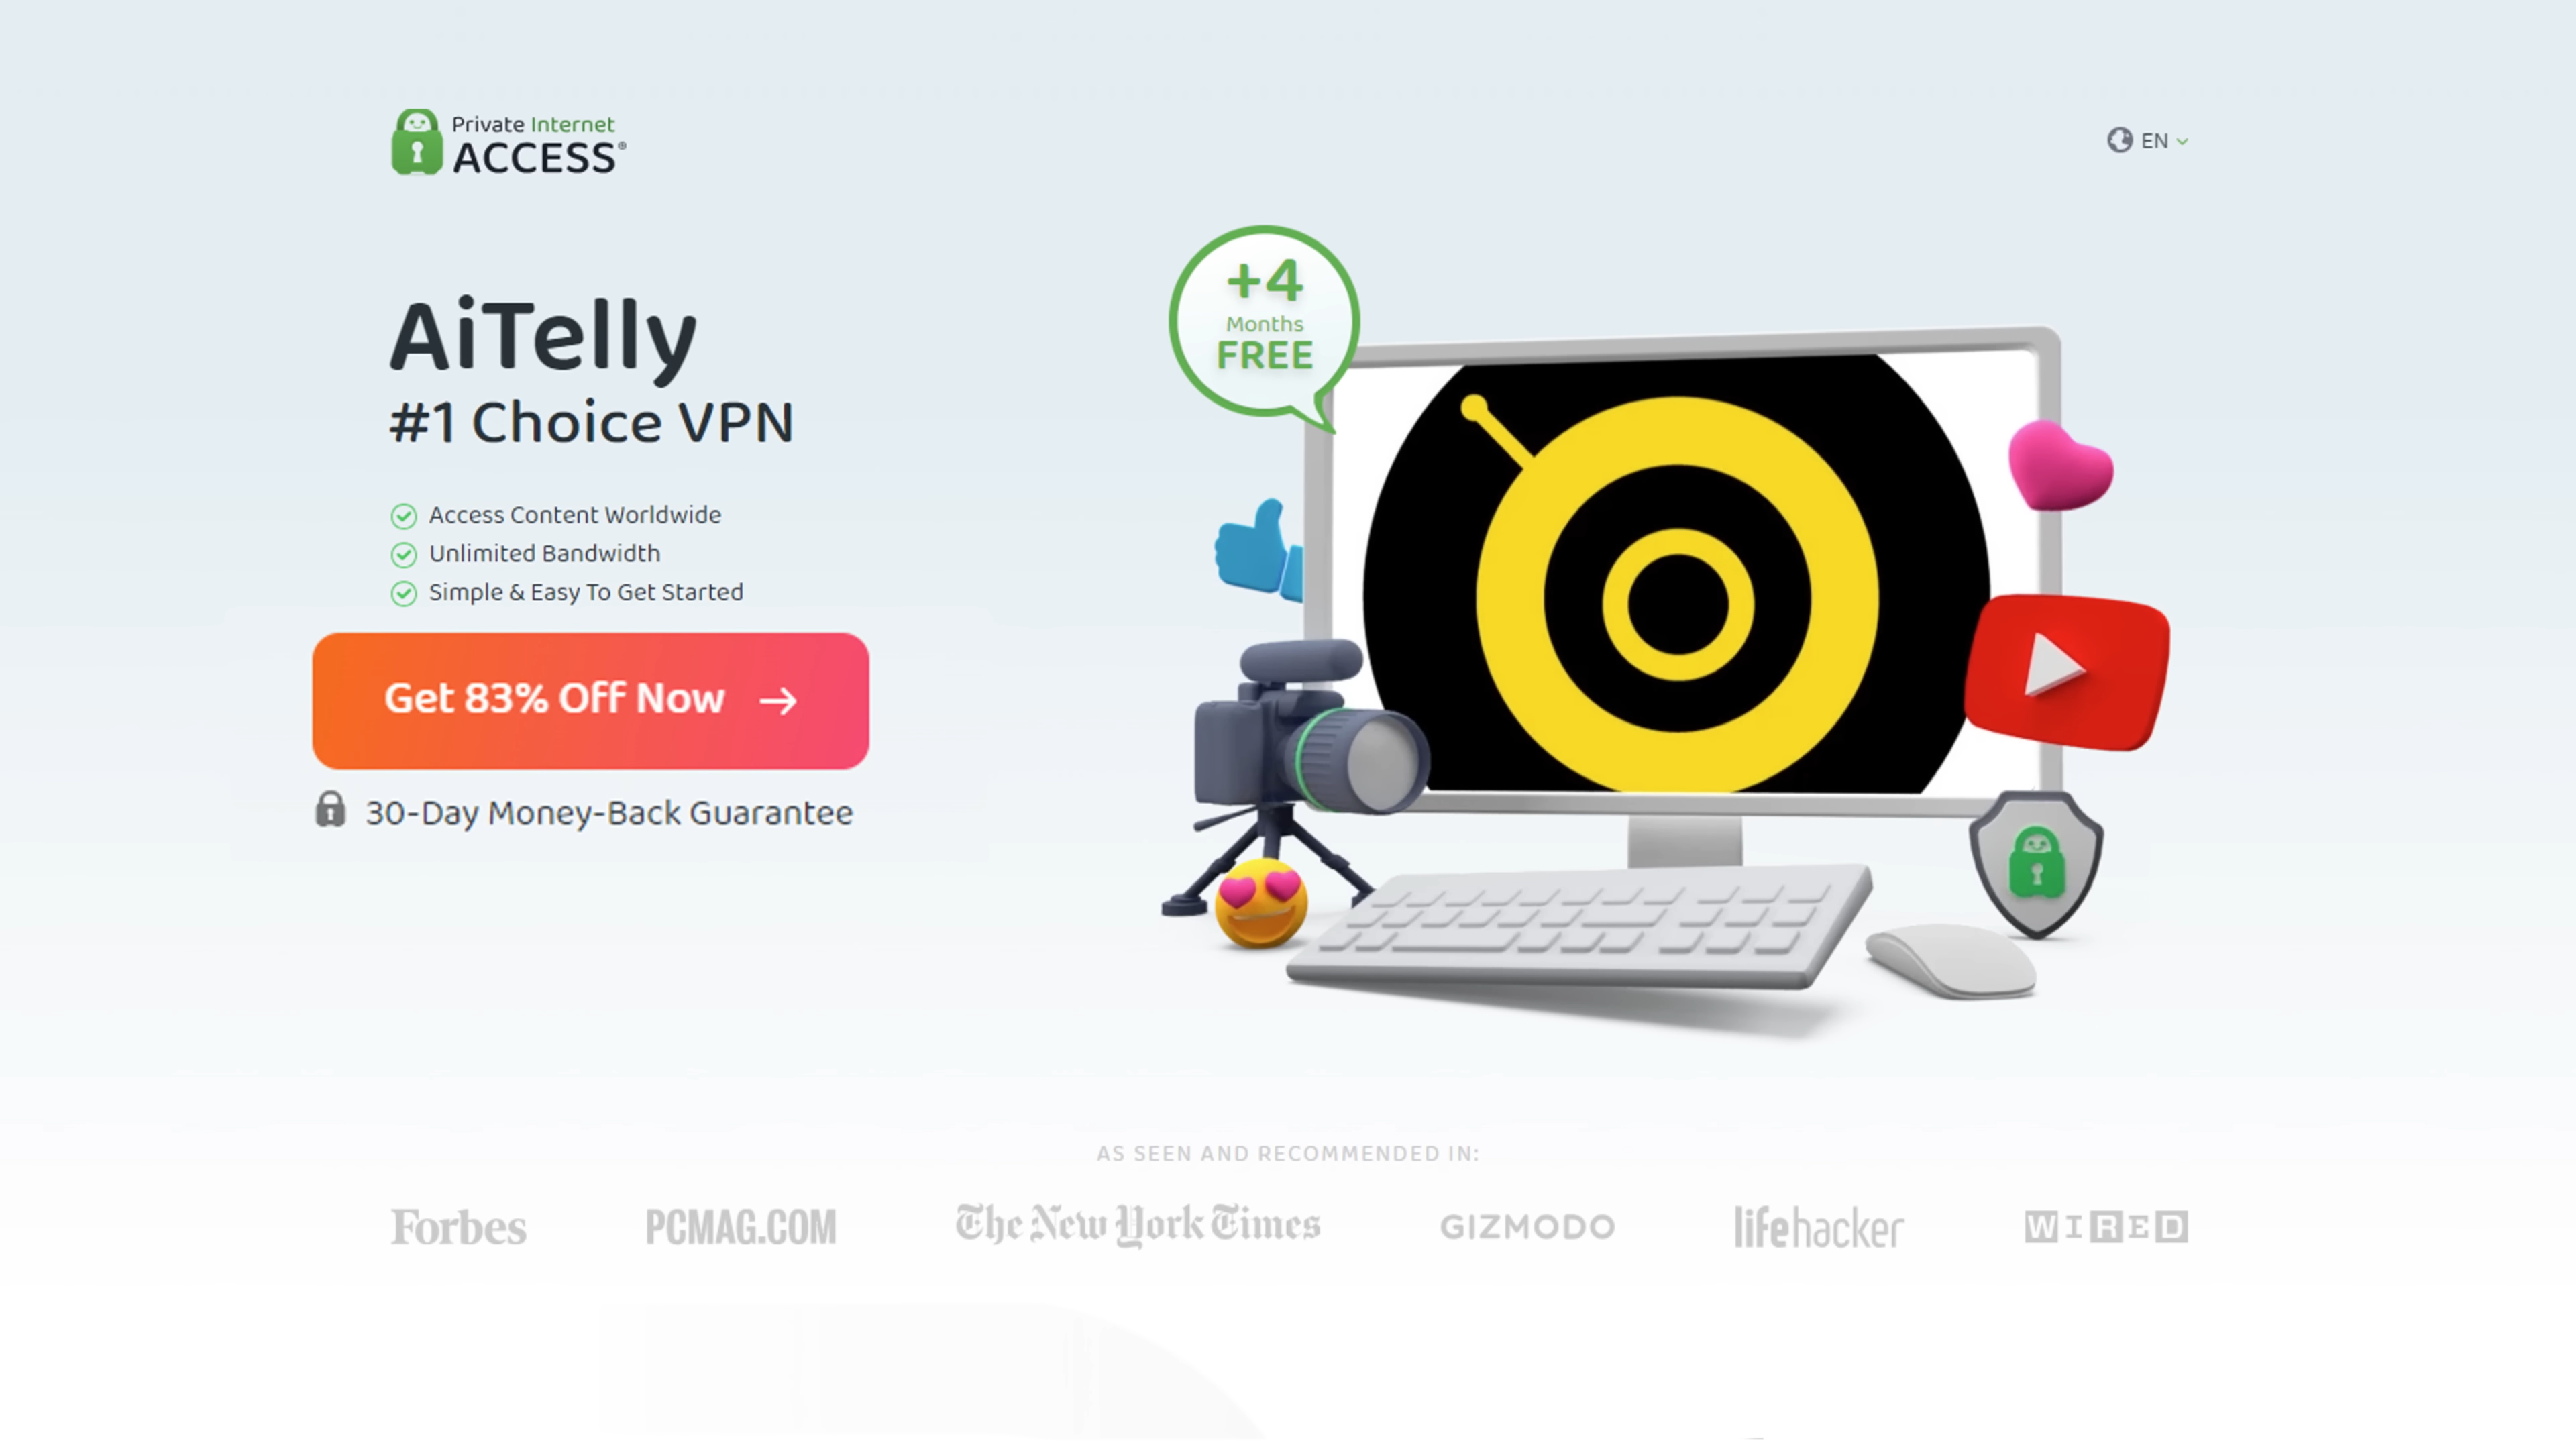 Private Internet
ACCESS®
EN
AiTelly
#1 Choice VPN
+4
Months
FREE
Access Content Worldwide
Unlimited Bandwidth
Simple & Easy To Get Started
Get 83% Off Now
30-Day Money-Back Guarantee
AS SEEN AND RECOMMENDED IN:
Forbes
PCMAG.COM
The New York Times
GIZMODO
lifehacker
WIRED